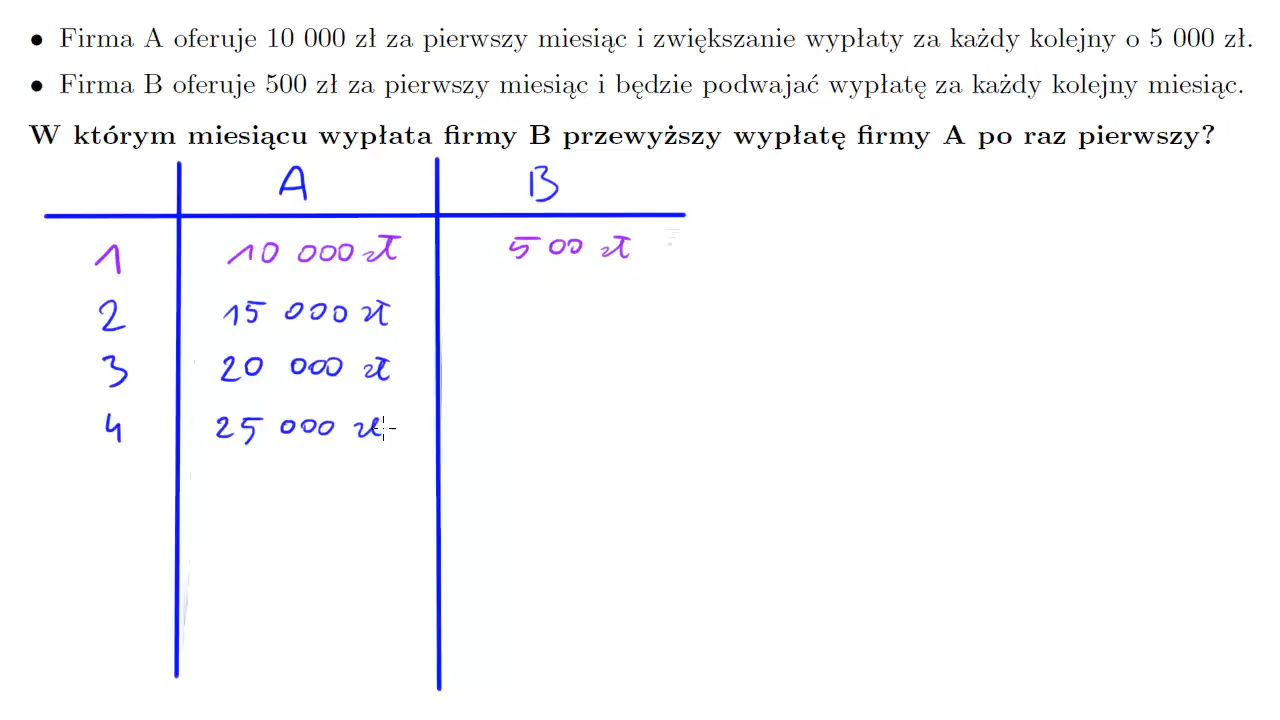 • Firma A oferuje 10 000 zł za pierwszy miesiąc i zwiększanie wypłaty za każdy kolejny o 5 000 zł.
• Firma B oferuje 500 zł za pierwszy miesiąc i będzie podwajać wypłatę za każdy kolejny miesiąc.
W którym miesiącu wypłata firmy B przewyższy wypłatę firmy A po raz pierwszy?
A B
1 10 000 zł 500 zł
2 15 000 zł
3 20 000 zł
4 25 000 zł